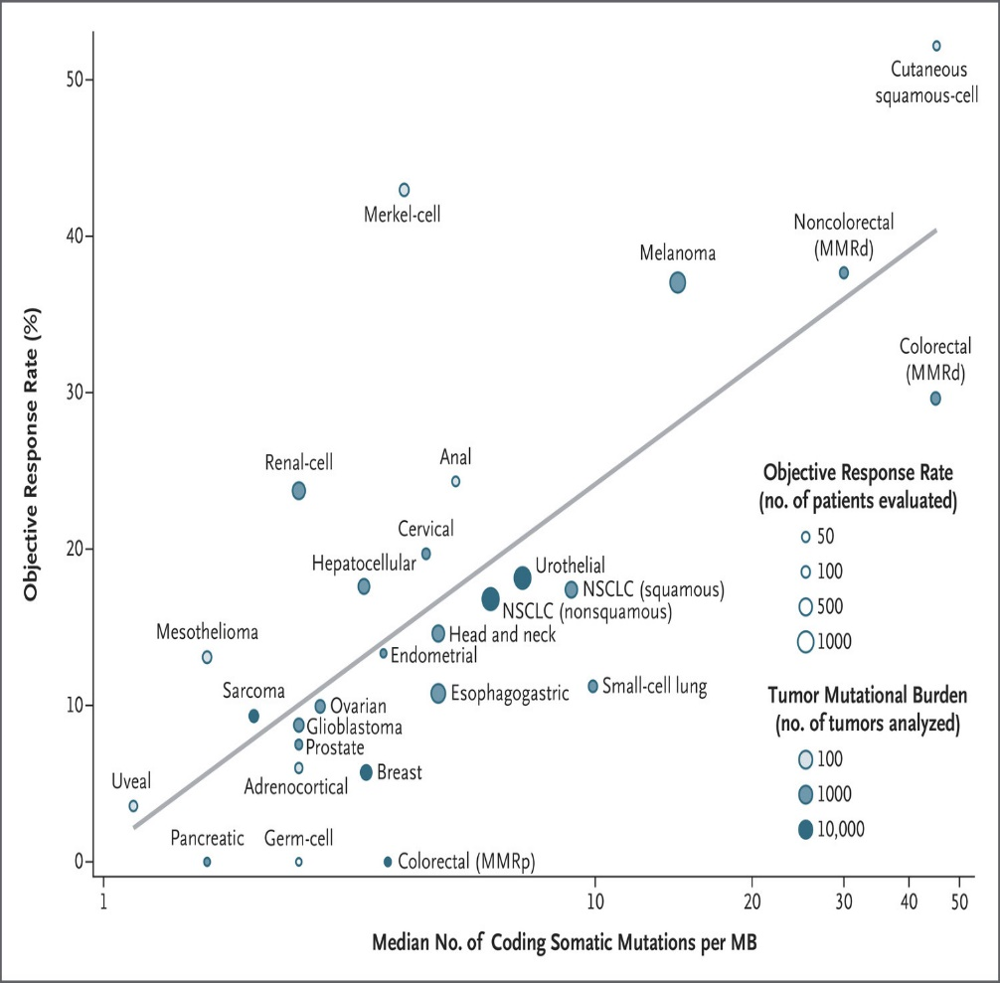 Cutaneous
squamous-cell
50
Merkel-cell
40
Noncolorectal
(MMRd)
Melanoma
Colorectal
(MMRd)
30
Objective Response Rate (%)
Renal-cell
Anal
Cervical
20
Hepatocellular
Urothelial
NSCLC (squamous)
NSCLC (nonsquamous)
Mesothelioma
Head and neck
Endometrial
Sarcoma
Esophagogastric
Small-cell lung
10
Ovarian
Glioblastoma
Prostate
Adrenocortical
Breast
Uveal
Pancreatic
Germ-cell
0
Colorectal (MMRp)
Objective Response Rate
(no. of patients evaluated)
50
100
500
1000
Tumor Mutational Burden
(no. of tumors analyzed)
100
1000
10,000
1
10
20
30
40
50
Median No. of Coding Somatic Mutations per MB